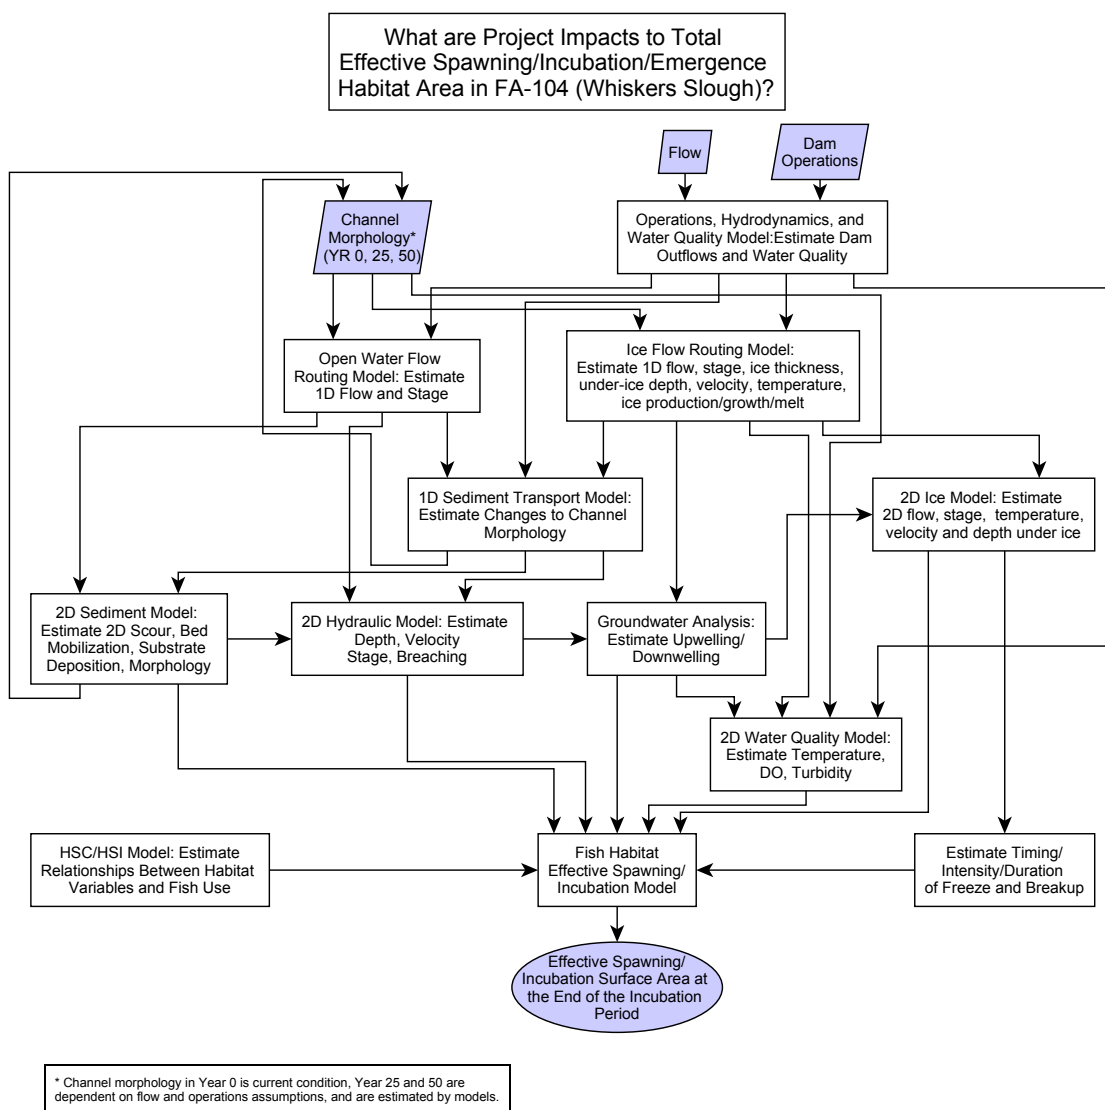 What are Project Impacts to Total
Effective Spawning/Incubation/Emergence
Habitat Area in FA-104 (Whiskers Slough)?
Flow
Dam
Operations
Channel
Morphology*
(YR 0, 25, 50)
Operations, Hydrodynamics, and
Water Quality Model:Estimate Dam
Outflows and Water Quality
Open Water Flow
Routing Model: Estimate
1D Flow and Stage
Ice Flow Routing Model:
Estimate 1D flow, stage, ice thickness,
under-ice depth, velocity, temperature,
ice production/growth/melt
1D Sediment Transport Model:
Estimate Changes to Channel
Morphology
2D Ice Model: Estimate
2D flow, stage, temperature,
velocity and depth under ice
2D Sediment Model:
Estimate 2D Scour, Bed
Mobilization, Substrate
Deposition, Morphology
2D Hydraulic Model: Estimate
Depth, Velocity
Stage, Breaching
Groundwater Analysis:
Estimate Upwelling/
Downwelling
2D Water Quality Model:
Estimate Temperature,
DO, Turbidity
HSC/HSI Model: Estimate
Relationships Between Habitat
Variables and Fish Use
Fish Habitat
Effective Spawning/
Incubation Model
Estimate Timing/
Intensity/Duration
of Freeze and Breakup
Effective Spawning/
Incubation Surface Area at
the End of the Incubation
Period
* Channel morphology in Year 0 is current condition, Year 25 and 50 are
dependent on flow and operations assumptions, and are estimated by models.